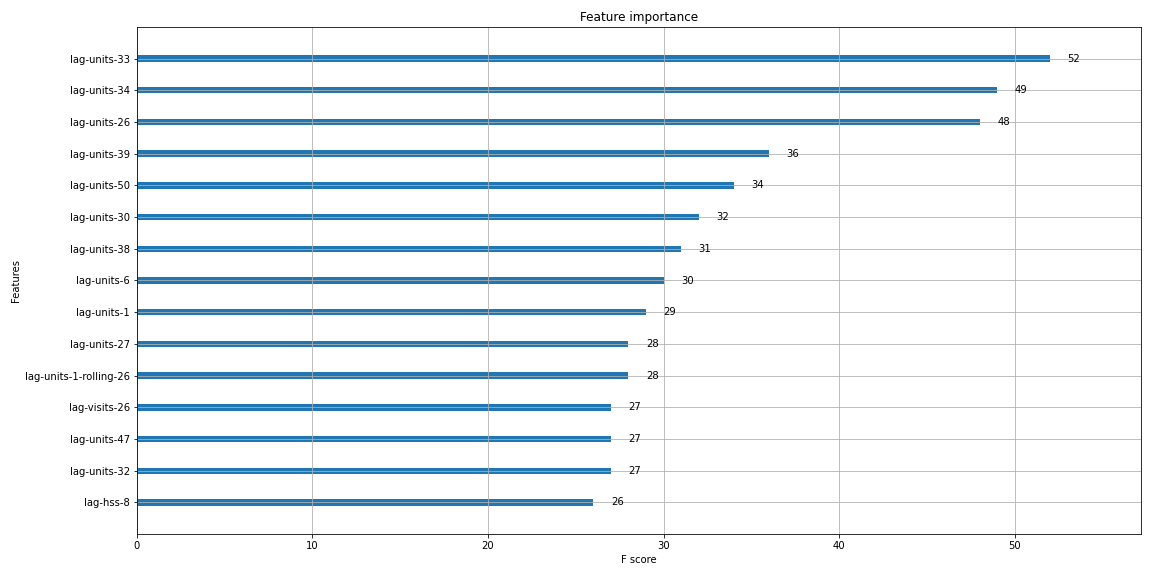 Feature importance
lag-units-33 52
lag-units-34 49
lag-units-26 48
lag-units-39 36
lag-units-50 34
lag-units-30 32
lag-units-38 31
lag-units-6 30
lag-units-1 29
lag-units-27 28
lag-units-1-rolling-26 28
lag-visits-26 27
lag-units-47 27
lag-units-32 27
lag-hss-8 26
Features
0 10 20 30 40 50
F score